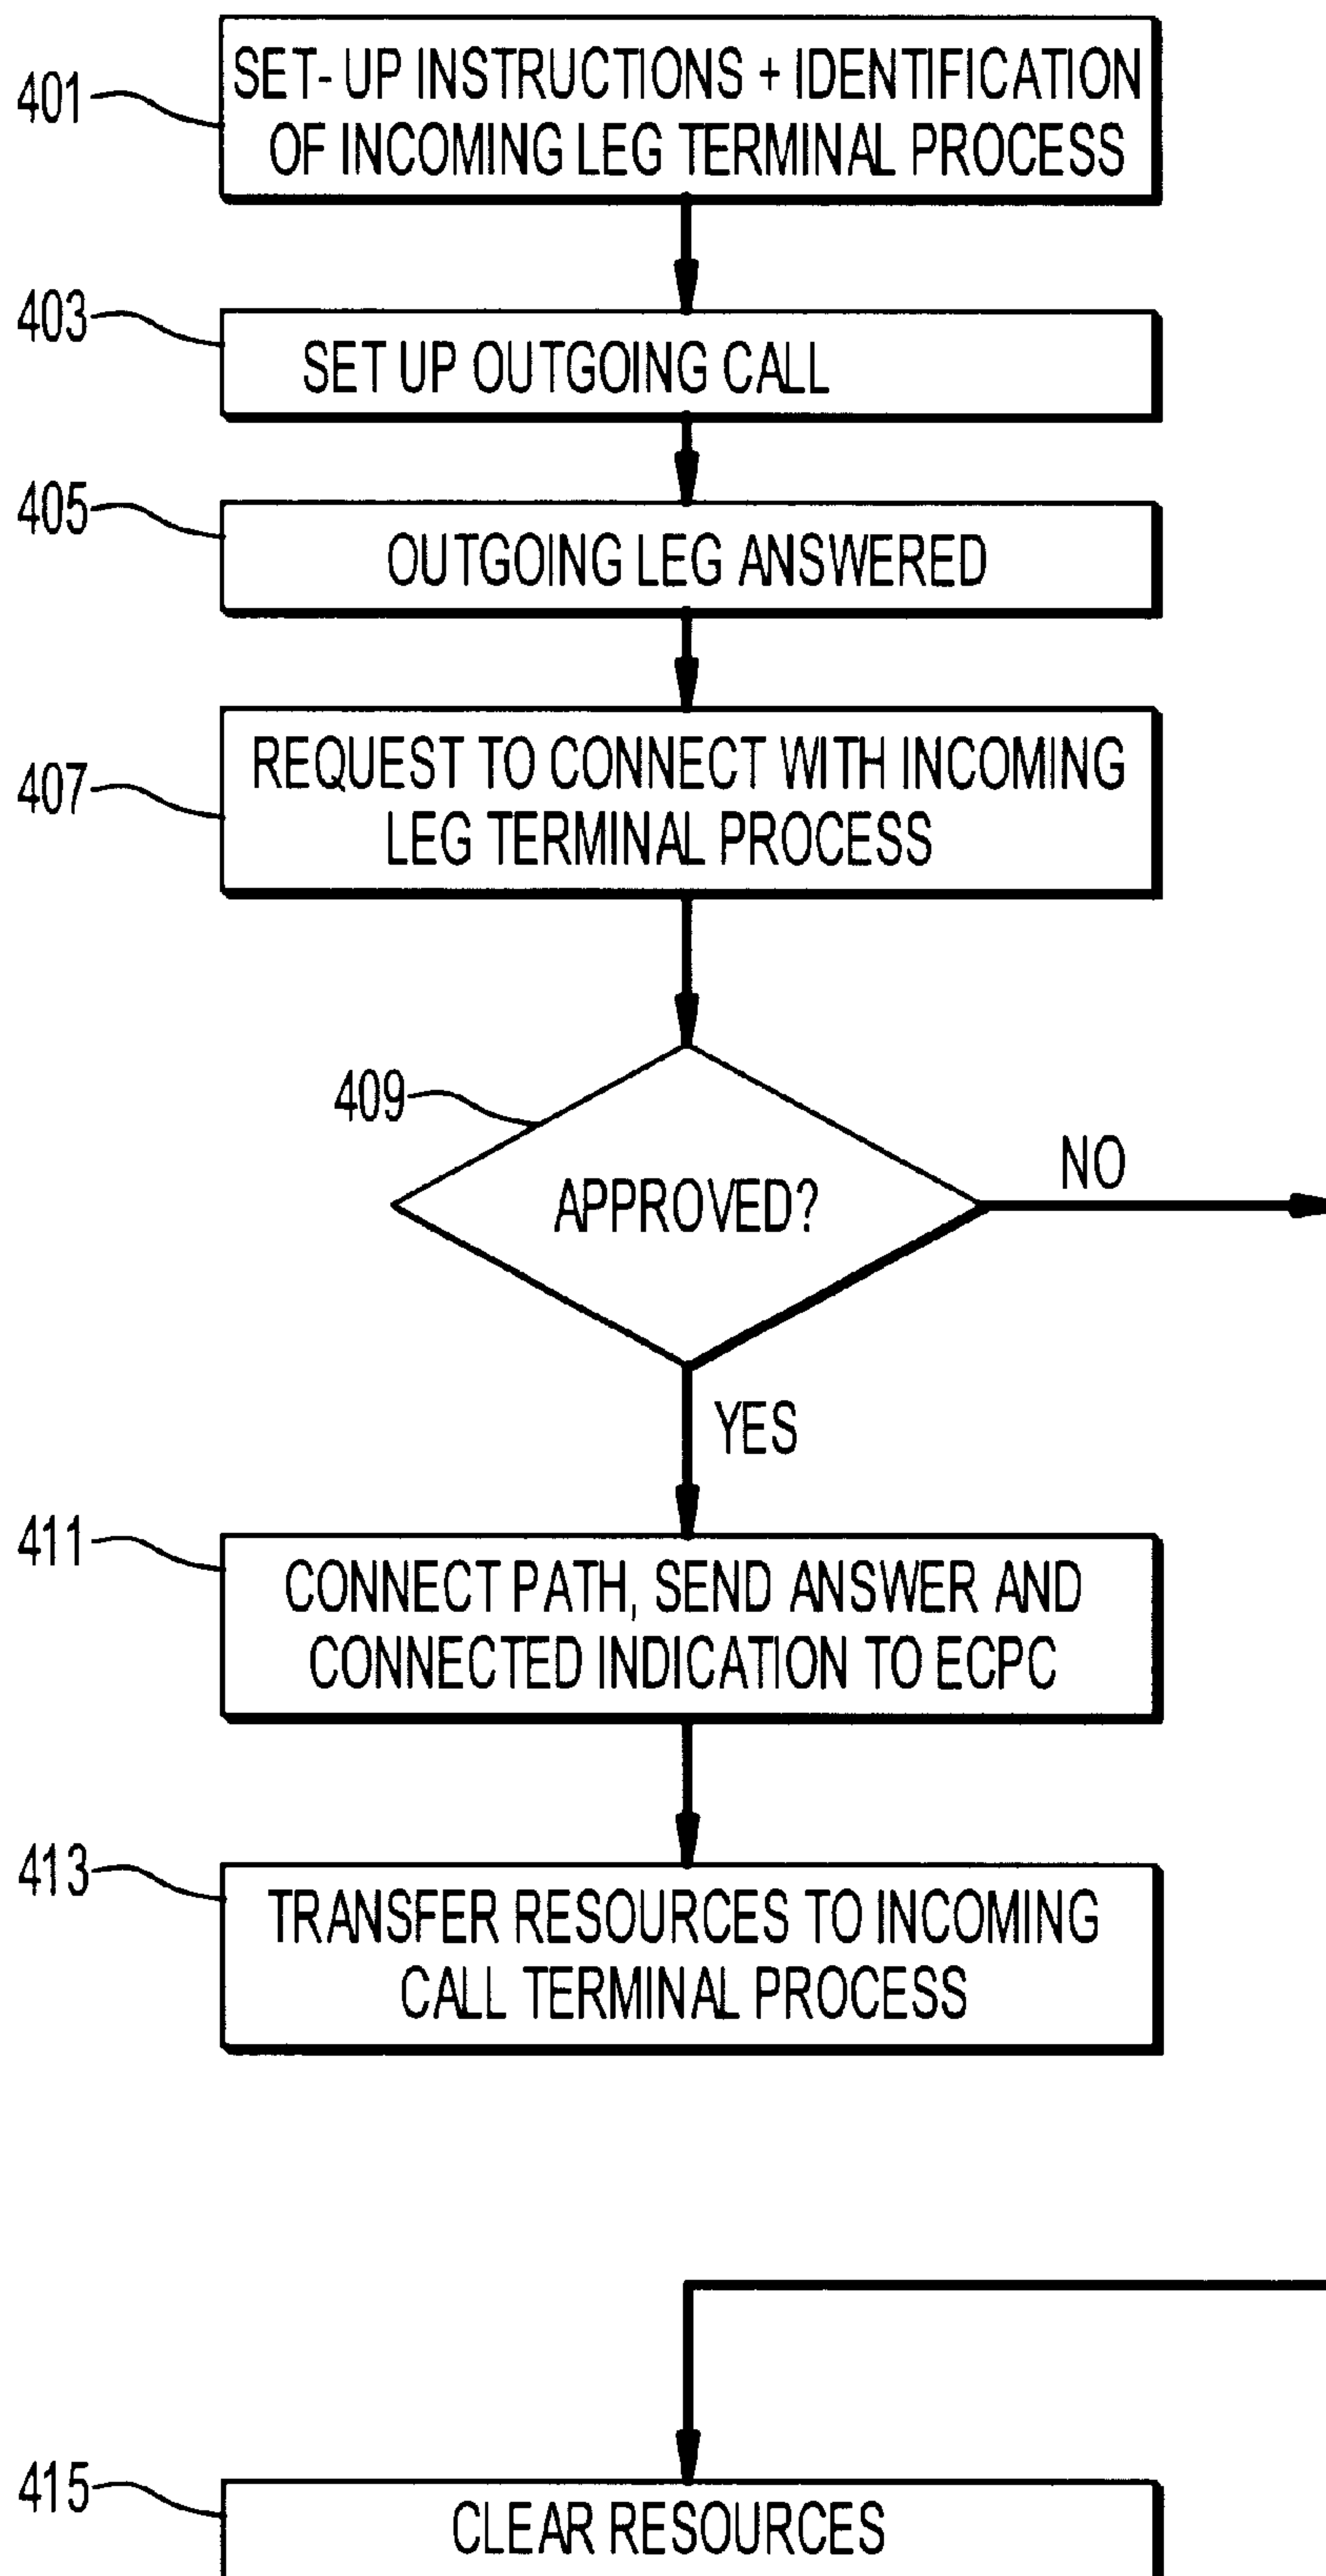 401
SET-UP INSTRUCTIONS + IDENTIFICATION
OF INCOMING LEG TERMINAL PROCESS
403
SET UP OUTGOING CALL
405
OUTGOING LEG ANSWERED
407
REQUEST TO CONNECT WITH INCOMING
LEG TERMINAL PROCESS
409
APPROVED?
NO
YES
411
CONNECT PATH, SEND ANSWER AND
CONNECTED INDICATION TO ECPC
413
TRANSFER RESOURCES TO INCOMING
CALL TERMINAL PROCESS
415
CLEAR RESOURCES